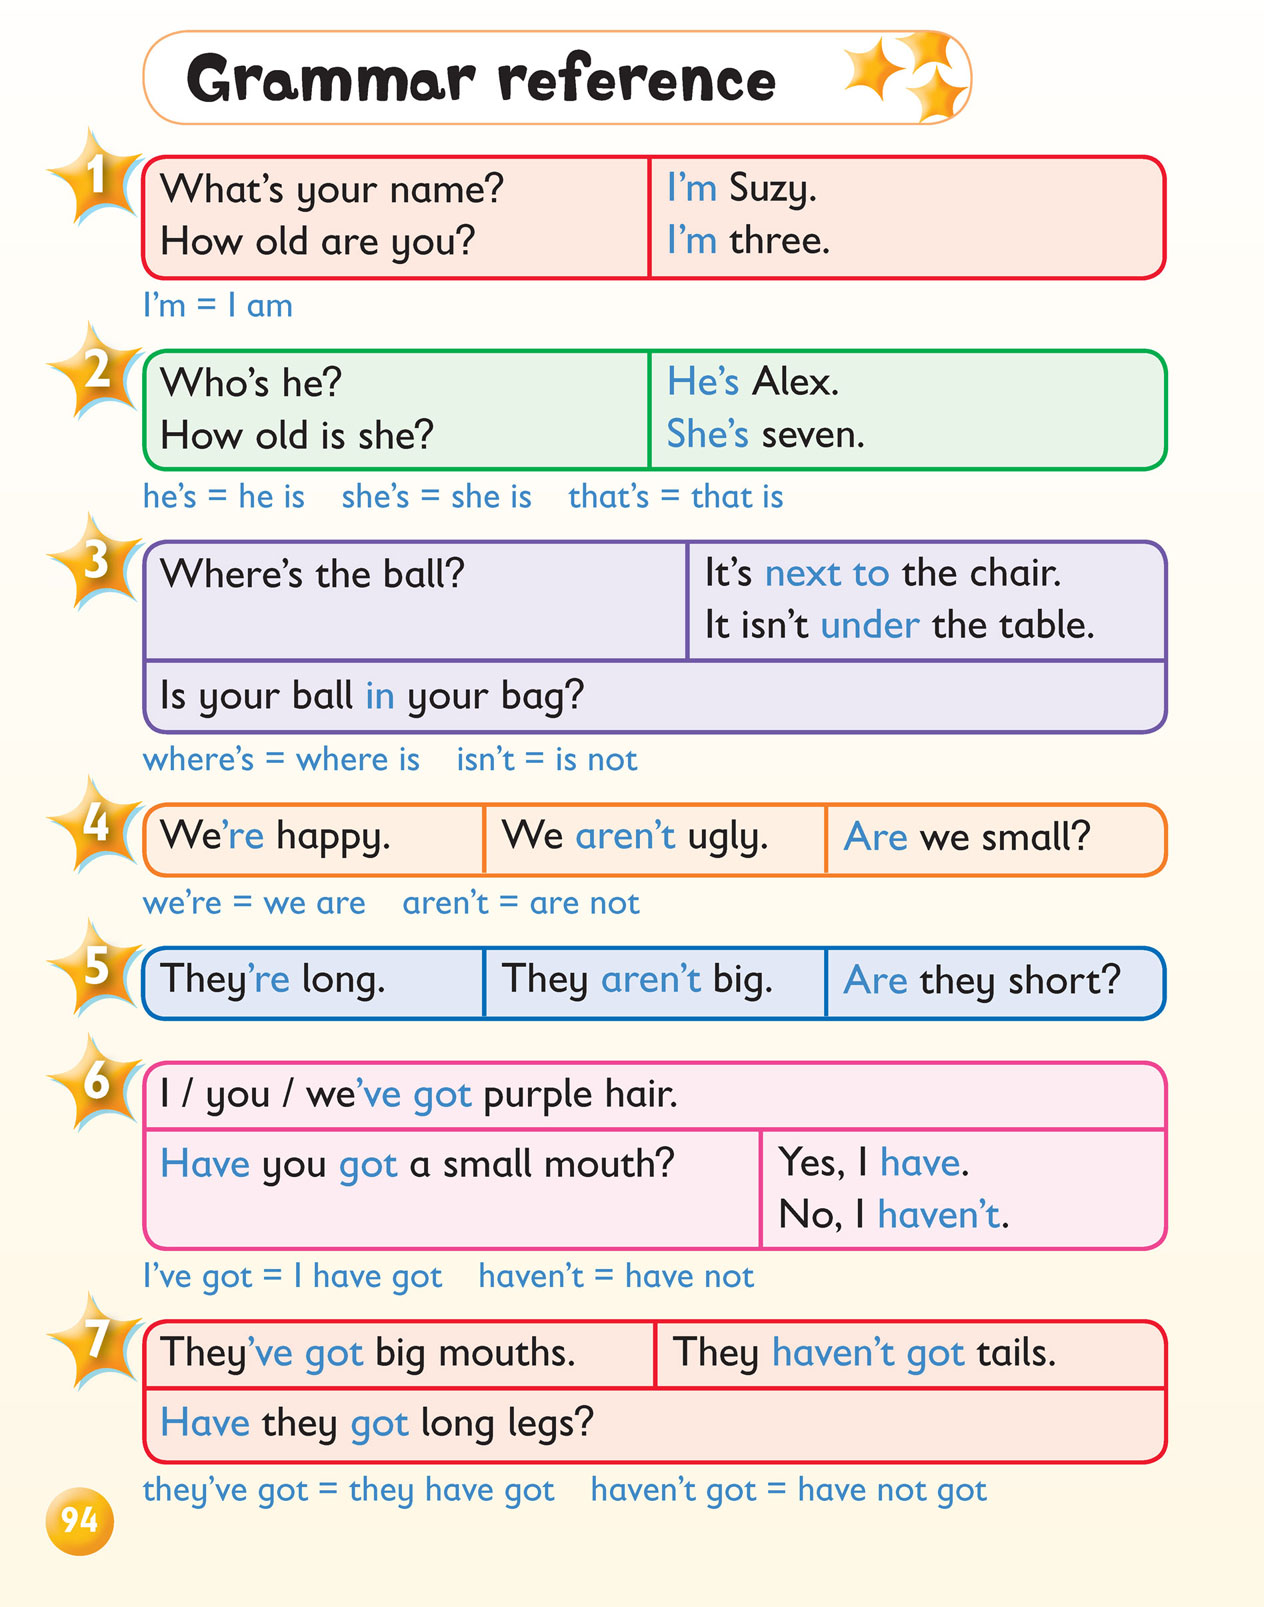 Grammar reference
1
What's your name?
I'm Suzy.
How old are you?
I'm three.
I'm = I am
2
Who's he?
He's Alex.
How old is she?
She's seven.
he's = he is she's = she is that's = that is
3
Where's the ball?
It's next to the chair.
It isn't under the table.
Is your ball in your bag?
where's = where is isn't = is not
4
We're happy.
We aren't ugly.
Are we small?
we're = we are aren't = are not
5
They're long.
They aren't big.
Are they short?
6
I / you / we've got purple hair.
Have you got a small mouth?
Yes, I have.
No, I haven't.
I've got = I have got haven't = have not
7
They've got big mouths.
They haven't got tails.
Have they got long legs?
they've got = they have got haven't got = have not got
94